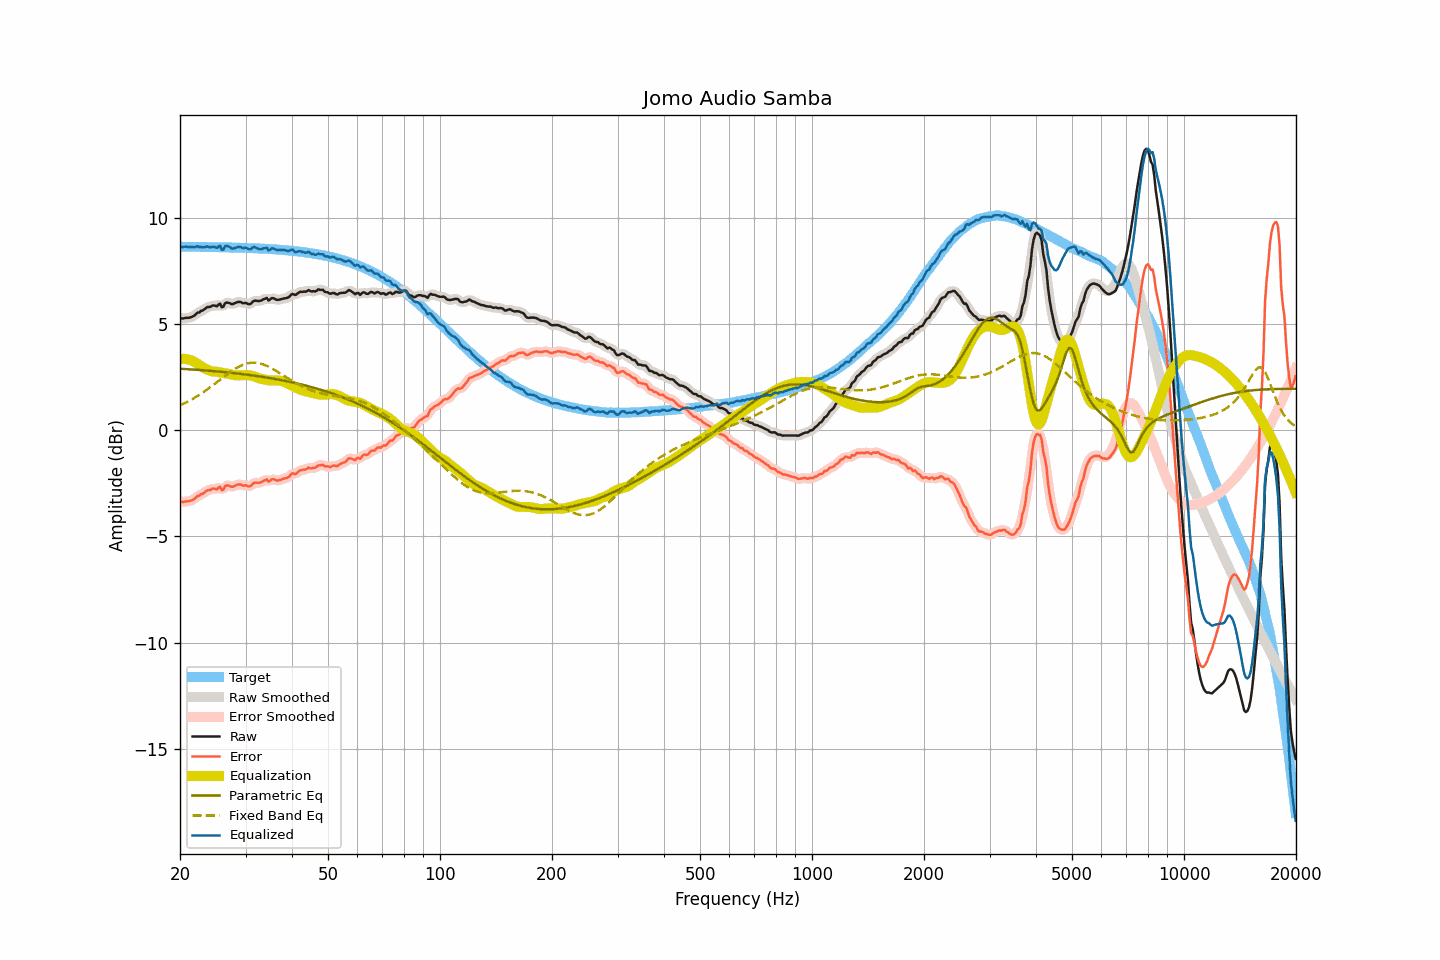 Jomo Audio Samba
Amplitude (dBr)
10
5
0
−5
−10
−15
Target
Raw Smoothed
Error Smoothed
Raw
Error
Equalization
Parametric Eq
Fixed Band Eq
Equalized
20 50 100 200 500 1000 2000 5000 10000 20000
Frequency (Hz)